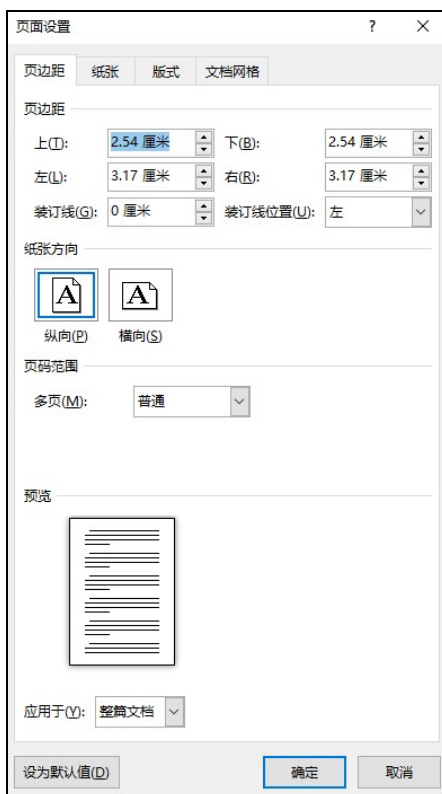 页面设置 ? ×
页边距 纸张 版式 文档网格
页边距
上(T): 2.54 厘米 下(B): 2.54 厘米
左(L): 3.17 厘米 右(R): 3.17 厘米
装订线(G): 0 厘米 装订线位置(U): 左
纸张方向
A A
纵向(P) 横向(S)
页码范围
多页(M): 普通
预览
应用于(Y): 整篇文档
设为默认值(D) 确定 取消